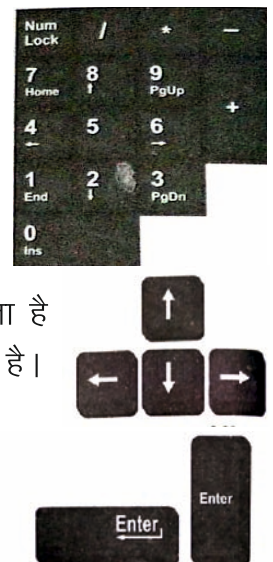 Num Lock / * −
7 Home 8 ↑ 9 PgUp
+
4 ← 5 6 →
1 End 2 ↓ 3 PgDn
0 Ins
ा है
है।
↑
← ↓ →
Enter
Enter